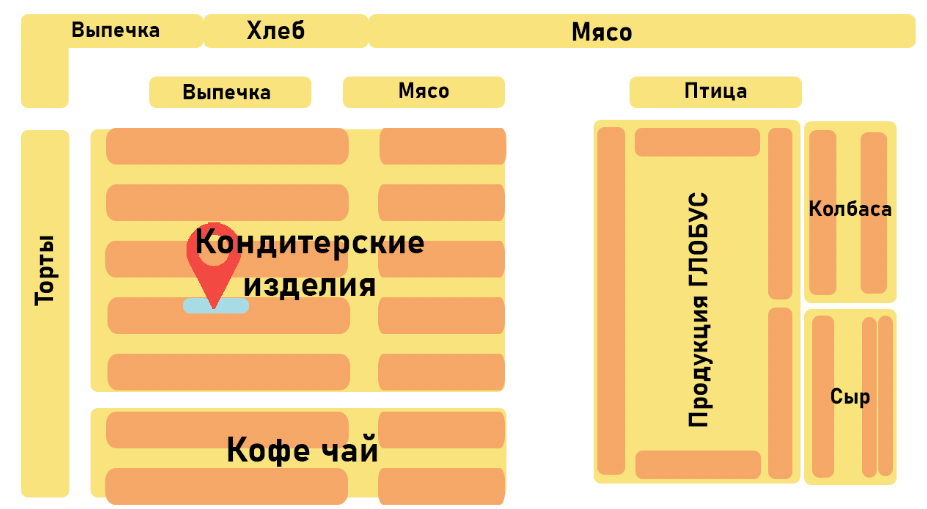 Выпечка
Хлеб
Мясо
Выпечка
Мясо
Птица
Торты
Кондитерские
изделия
Кофе чай
Продукция ГЛОБУС
Колбаса
Сыр